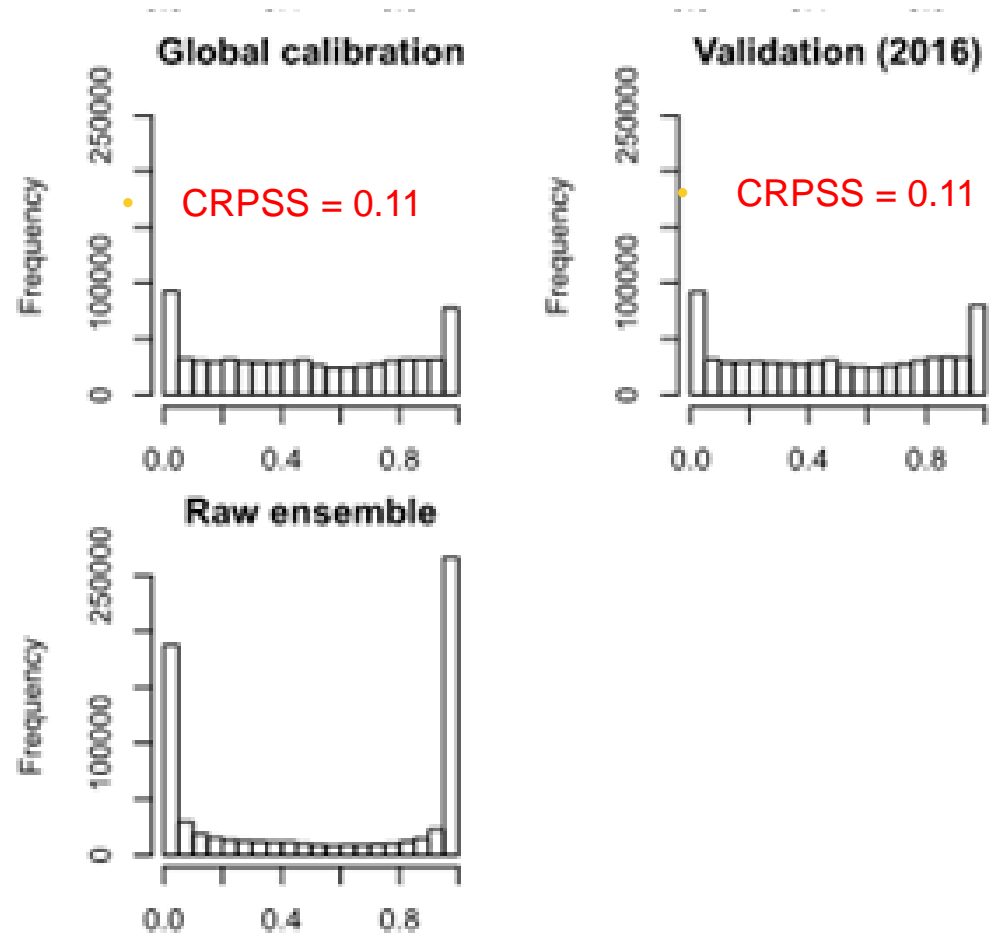 Global calibration
Frequency
0
100000
250000
CRPSS = 0.11
0.0 0.4 0.8
Validation (2016)
Frequency
0
100000
250000
CRPSS = 0.11
0.0 0.4 0.8
Raw ensemble
Frequency
0
100000
250000
0.0 0.4 0.8